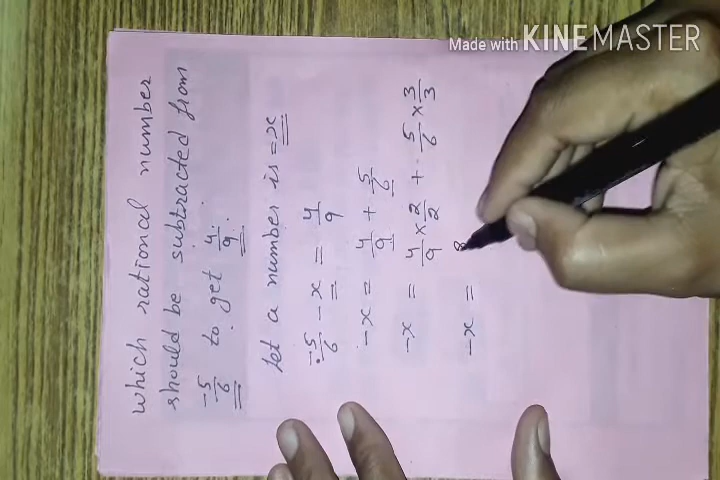 Made with KINEMASTER
which rational number
should be subtracted from
-5/6 to get 4/9.
let a number is = x
-5/6 - x = 4/9
-x = 4/9 + 5/6
-x = 4/9 × 2/2 + 5/6 × 3/3
-x = 8